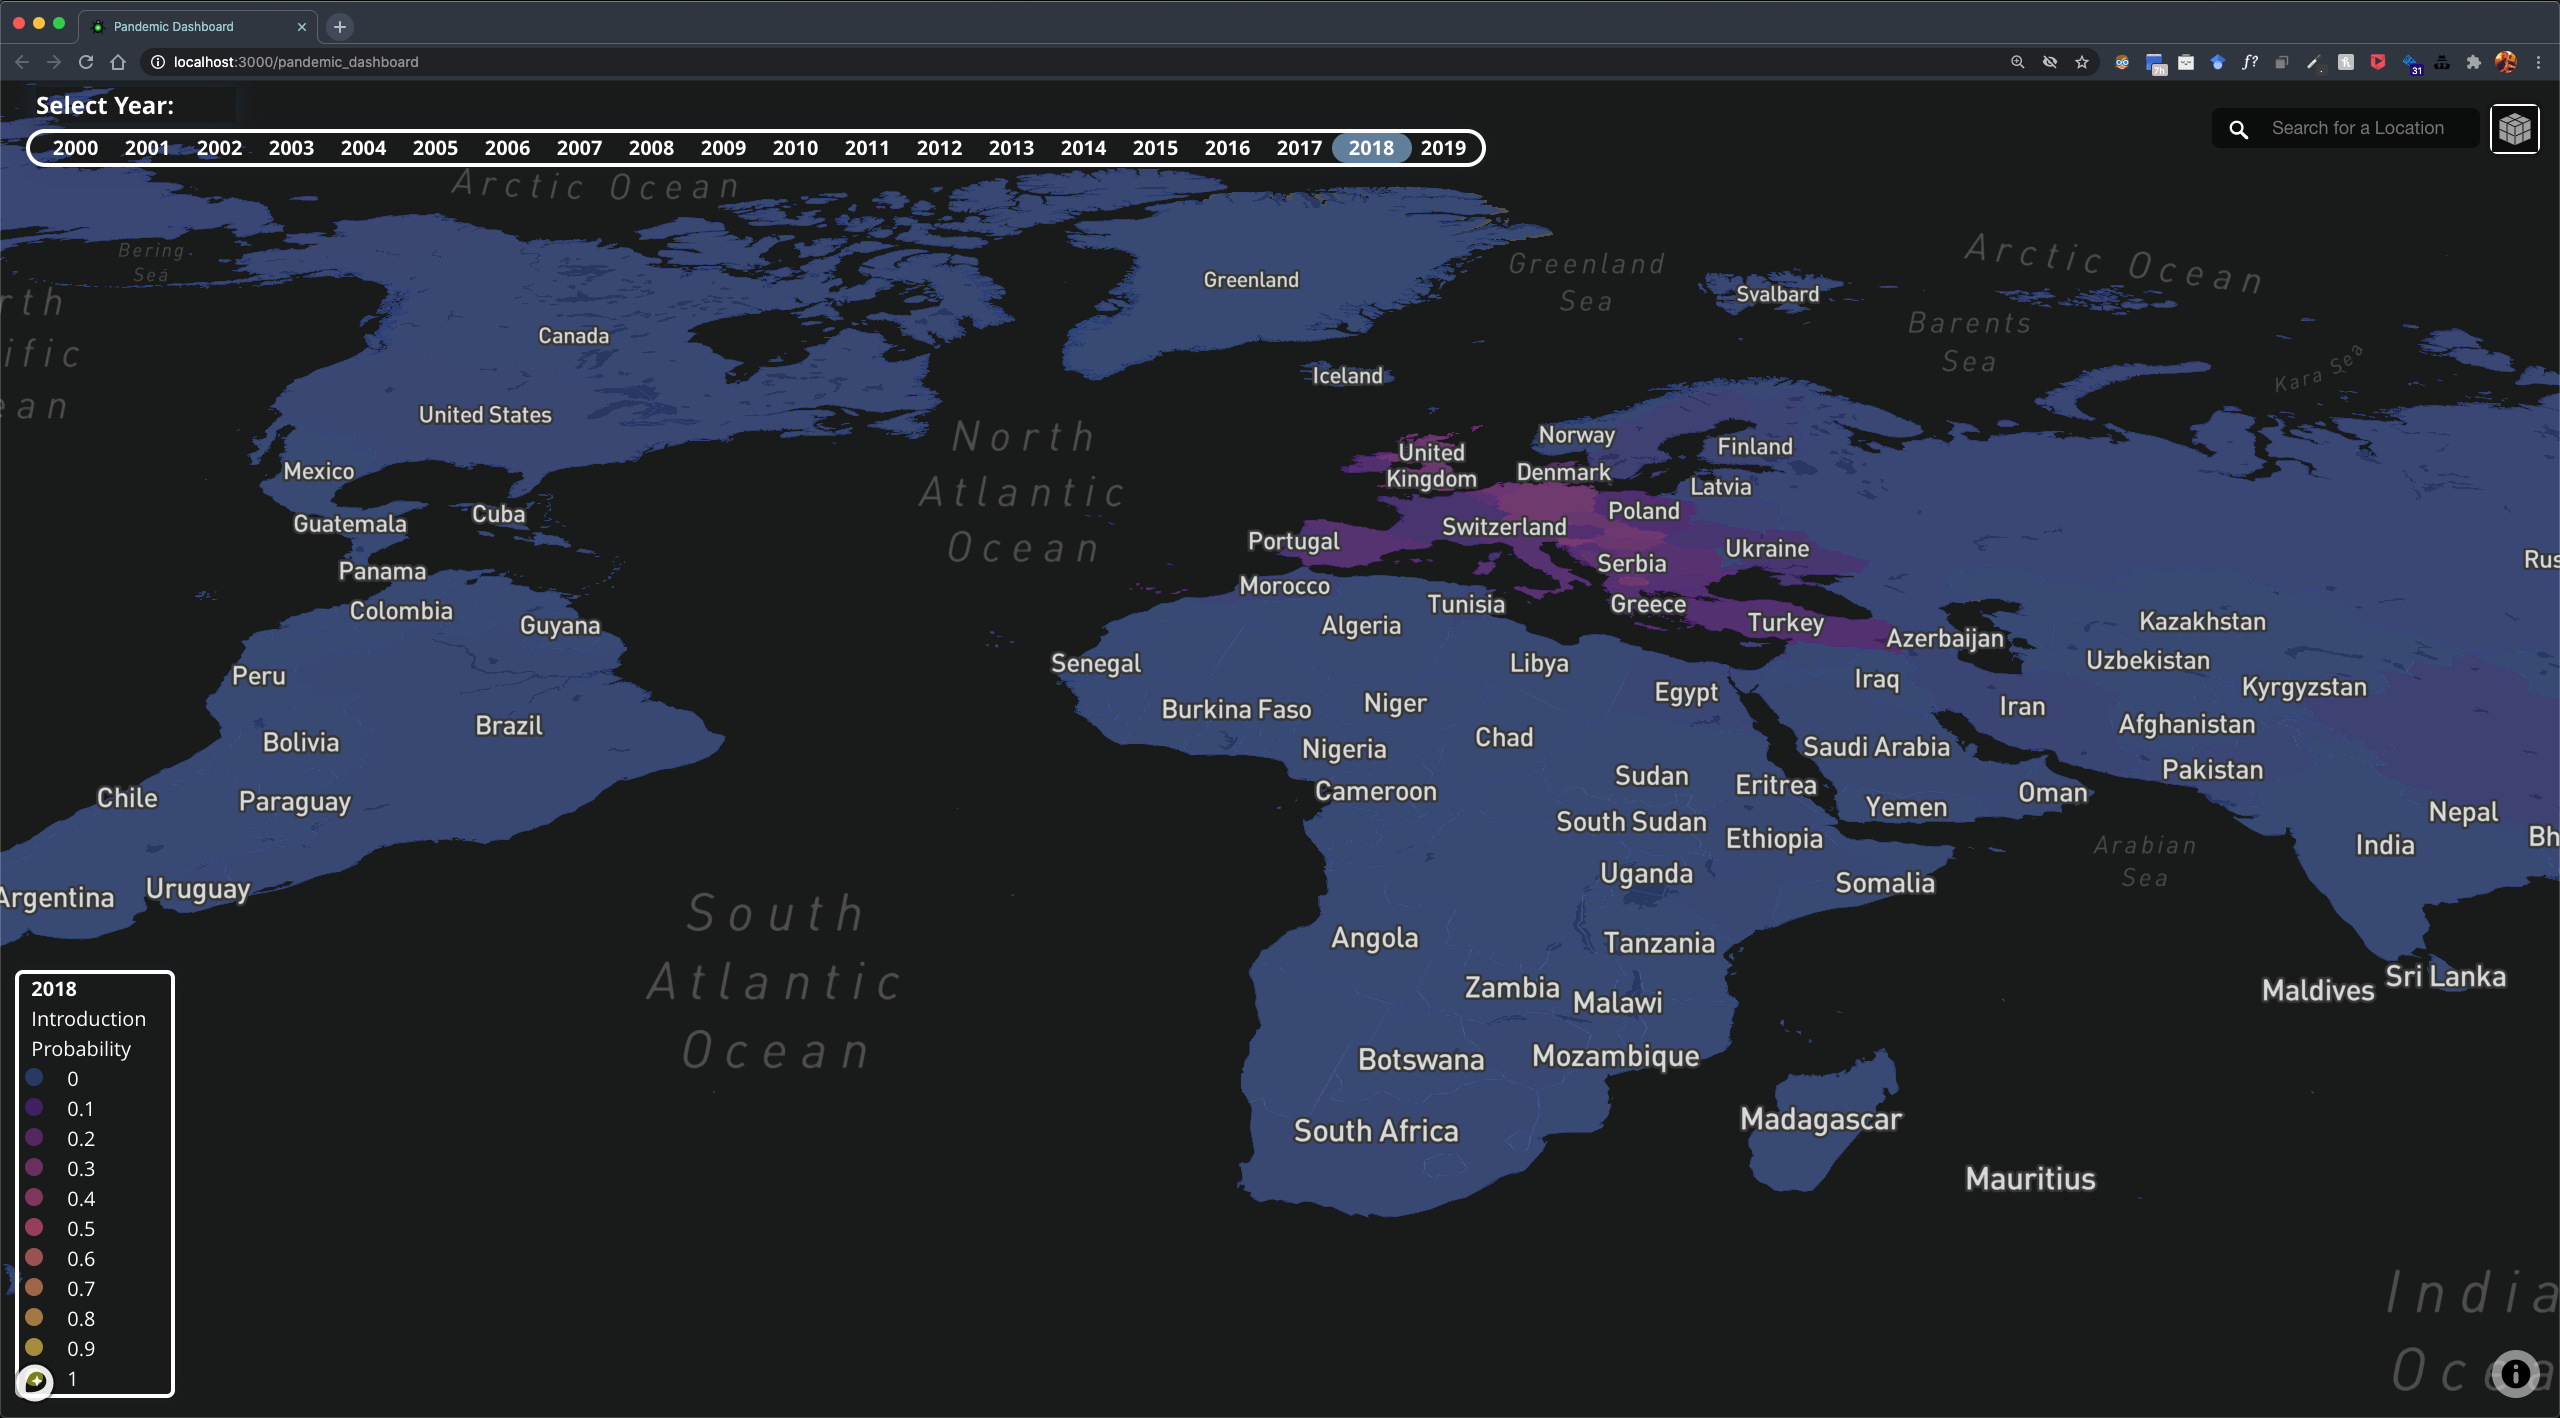 Pandemic Dashboard
localhost:3000/pandemic_dashboard
7h
f?
31
Select Year:
2000 2001 2002 2003 2004 2005 2006 2007 2008 2009 2010 2011 2012 2013 2014 2015 2016 2017 2018 2019
Search for a Location
Arctic Ocean
Bering
Sea
Greenland
Greenland
Sea
Svalbard
Arctic Ocean
Barents
Sea
Kara Sea
Canada
Iceland
United States
North
Atlantic
Ocean
Norway
Finland
United
Kingdom
Denmark
Latvia
Mexico
Cuba
Guatemala
Poland
Switzerland
Portugal
Ukraine
Serbia
Panama
Morocco
Tunisia
Greece
Colombia
Guyana
Algeria
Turkey
Azerbaijan
Kazakhstan
Uzbekistan
Peru
Senegal
Libya
Iraq
Kyrgyzstan
Burkina Faso
Niger
Egypt
Iran
Afghanistan
Brazil
Bolivia
Nigeria
Chad
Saudi Arabia
Pakistan
Chile
Paraguay
Cameroon
Sudan
Eritrea
Yemen
Oman
Nepal
South Sudan
Ethiopia
Arabian
Sea
India
Argentina
Uruguay
South
Atlantic
Ocean
Uganda
Somalia
Angola
Tanzania
Zambia
Malawi
Maldives
Sri Lanka
Botswana
Mozambique
South Africa
Madagascar
Mauritius
2018
Introduction
Probability
0
0.1
0.2
0.3
0.4
0.5
0.6
0.7
0.8
0.9
1